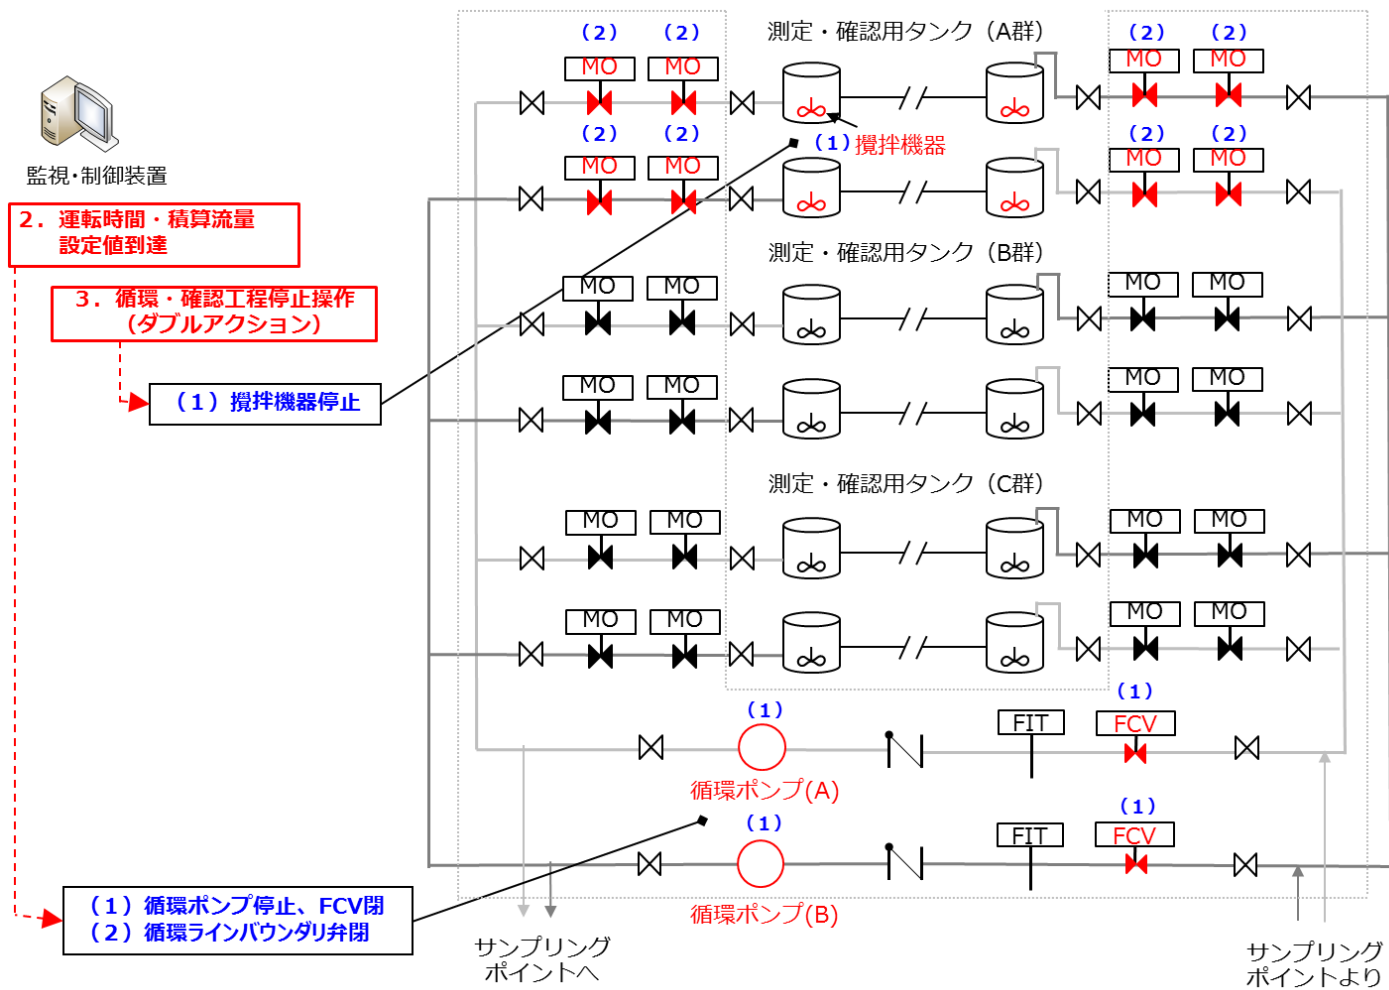 (2) (2) 測定・確認用タンク(A群) (2) (2)
MO MO MO MO
(2) (2) (1) 攪拌機器 (2) (2)
MO MO MO MO
監視・制御装置
2. 運転時間・積算流量
設定値到達
測定・確認用タンク(B群)
MO MO MO MO
3. 循環・確認工程停止操作
(ダブルアクション)
MO MO MO MO
(1)攪拌機器停止
測定・確認用タンク(C群)
MO MO MO MO
MO MO MO MO
(1) FIT (1)
FCV
循環ポンプ(A)
(1) FIT (1)
FCV
(1)循環ポンプ停止、FCV閉
(2)循環ラインバウンダリ弁閉
循環ポンプ(B)
サンプリング
ポイントへ
サンプリング
ポイントより